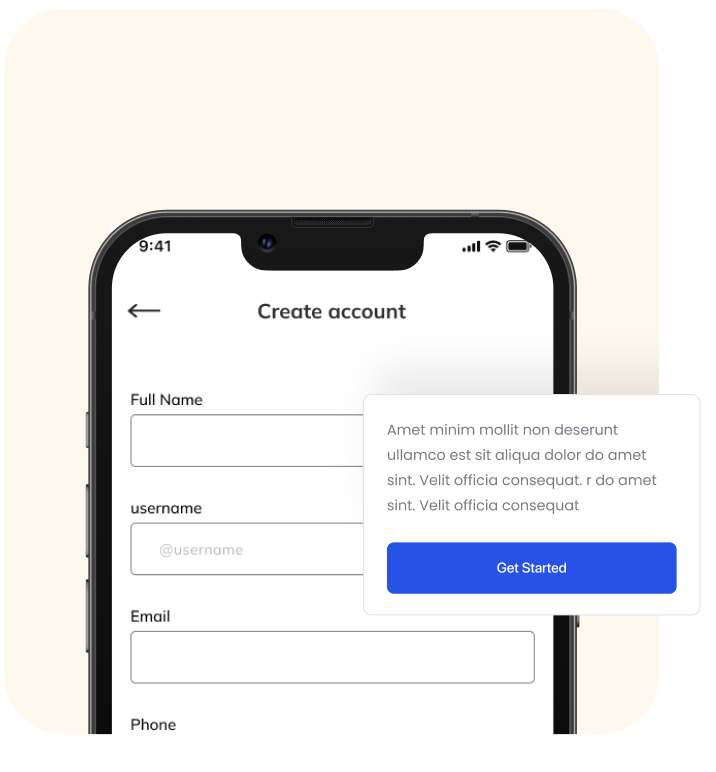 9:41
Create account
Full Name
username
@username
Email
Phone
Amet minim mollit non deserunt
ullamco est sit aliqua dolor do amet
sint. Velit officia consequat. r do amet
sint. Velit officia consequat
Get Started